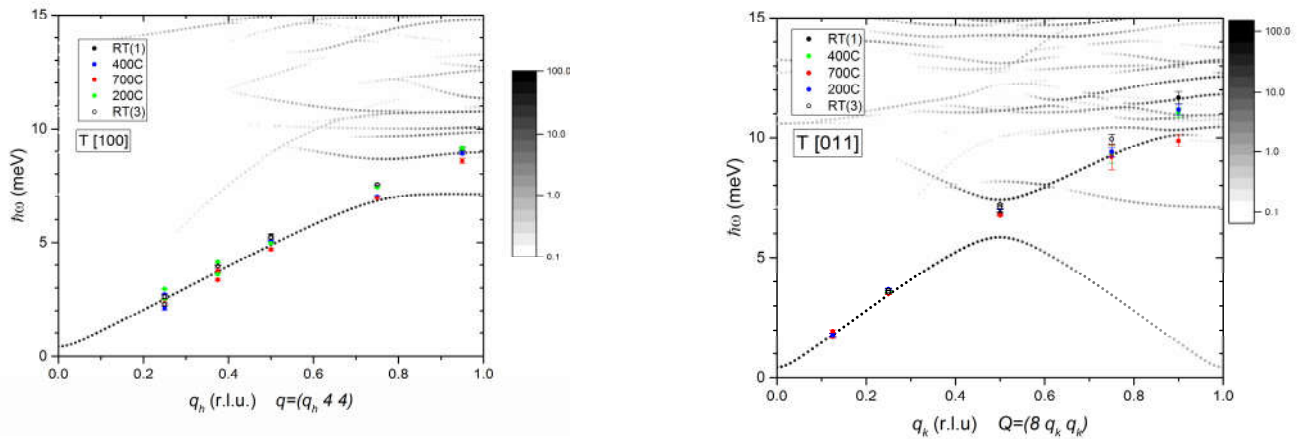 15
10
5
0
ħω (meV)
RT(1)
400C
700C
200C
RT(3)
T [100]
100.0
10.0
1.0
0.1
0.0 0.2 0.4 0.6 0.8 1.0
q_h (r.l.u.) q=(q_h 4 4)
15
10
5
0
ħω (meV)
RT(1)
400C
700C
200C
RT(3)
T [011]
100.0
10.0
1.0
0.1
0.0 0.2 0.4 0.6 0.8 1.0
q_k (r.l.u) Q=(8 q_k q_k)